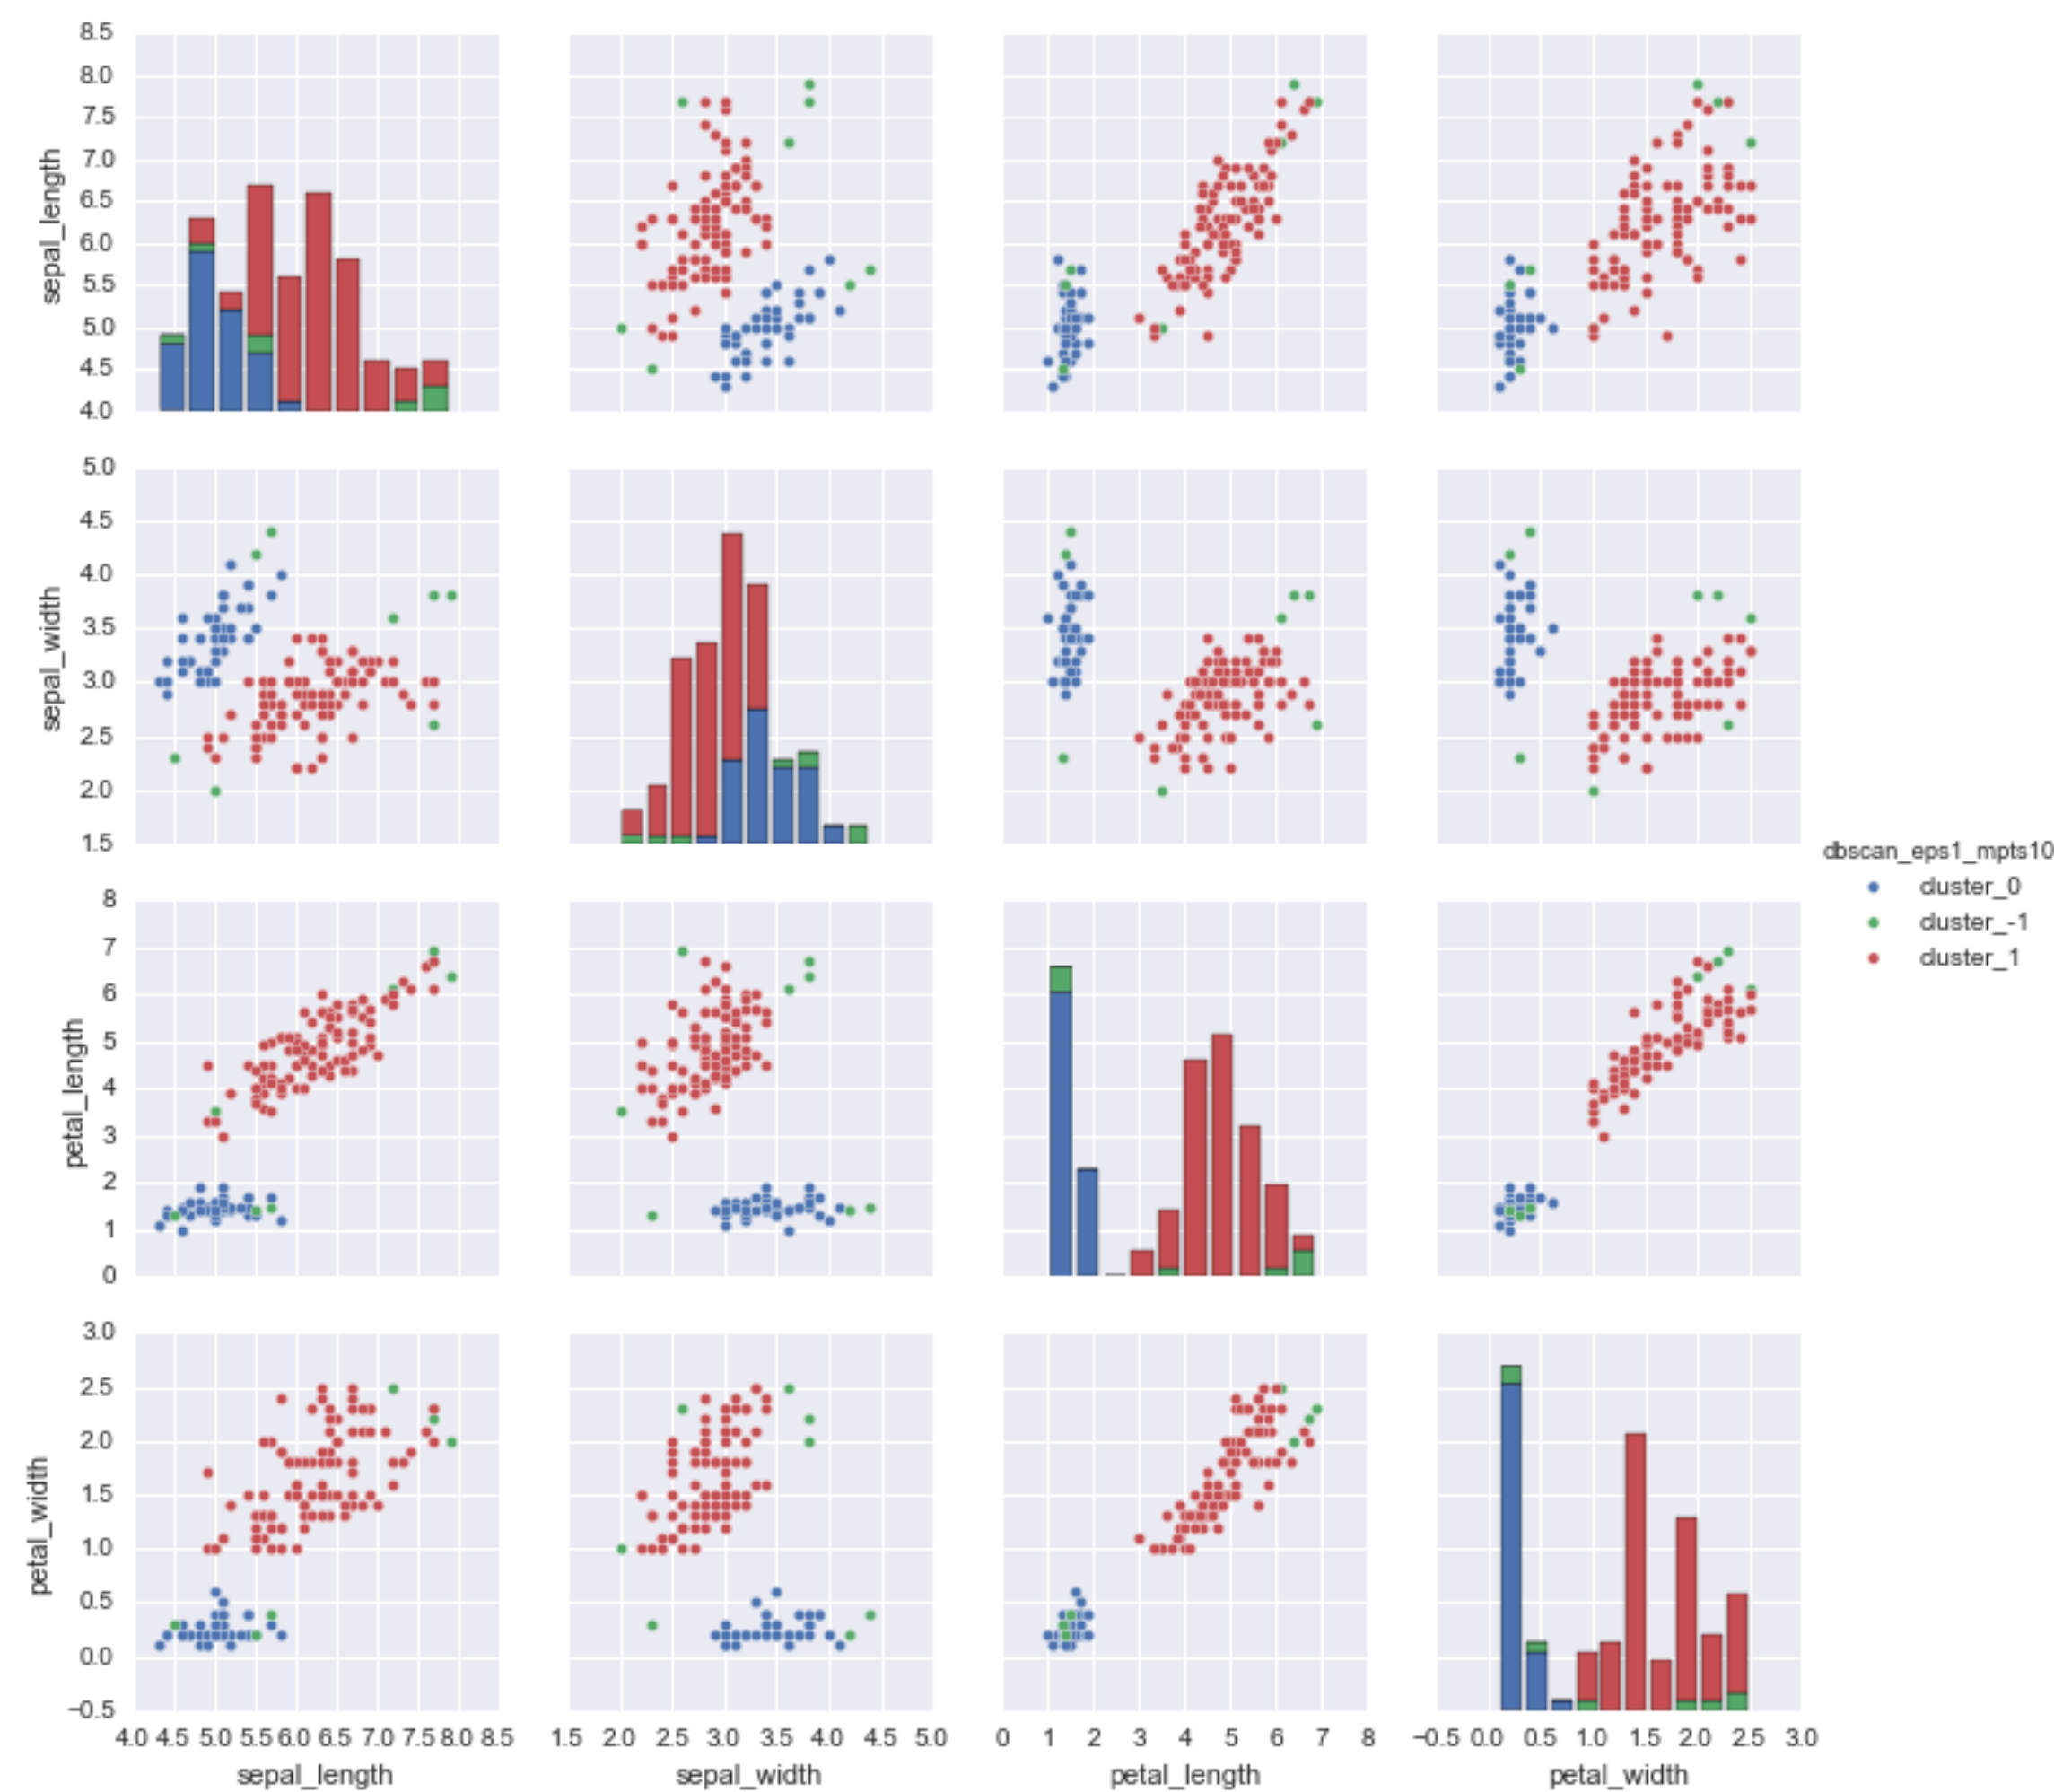 8.5
8.0
7.5
7.0
6.5
6.0
5.5
5.0
4.5
4.0
sepal_length
5.0
4.5
4.0
3.5
3.0
2.5
2.0
1.5
sepal_width
8
7
6
5
4
3
2
1
0
petal_length
3.0
2.5
2.0
1.5
1.0
0.5
0.0
−0.5
petal_width
4.0 4.5 5.0 5.5 6.0 6.5 7.0 7.5 8.0 8.5
sepal_length
1.5 2.0 2.5 3.0 3.5 4.0 4.5 5.0
sepal_width
0 1 2 3 4 5 6 7 8
petal_length
−0.5 0.0 0.5 1.0 1.5 2.0 2.5 3.0
petal_width
dbscan_eps1_mpts10
cluster_0
cluster_-1
cluster_1